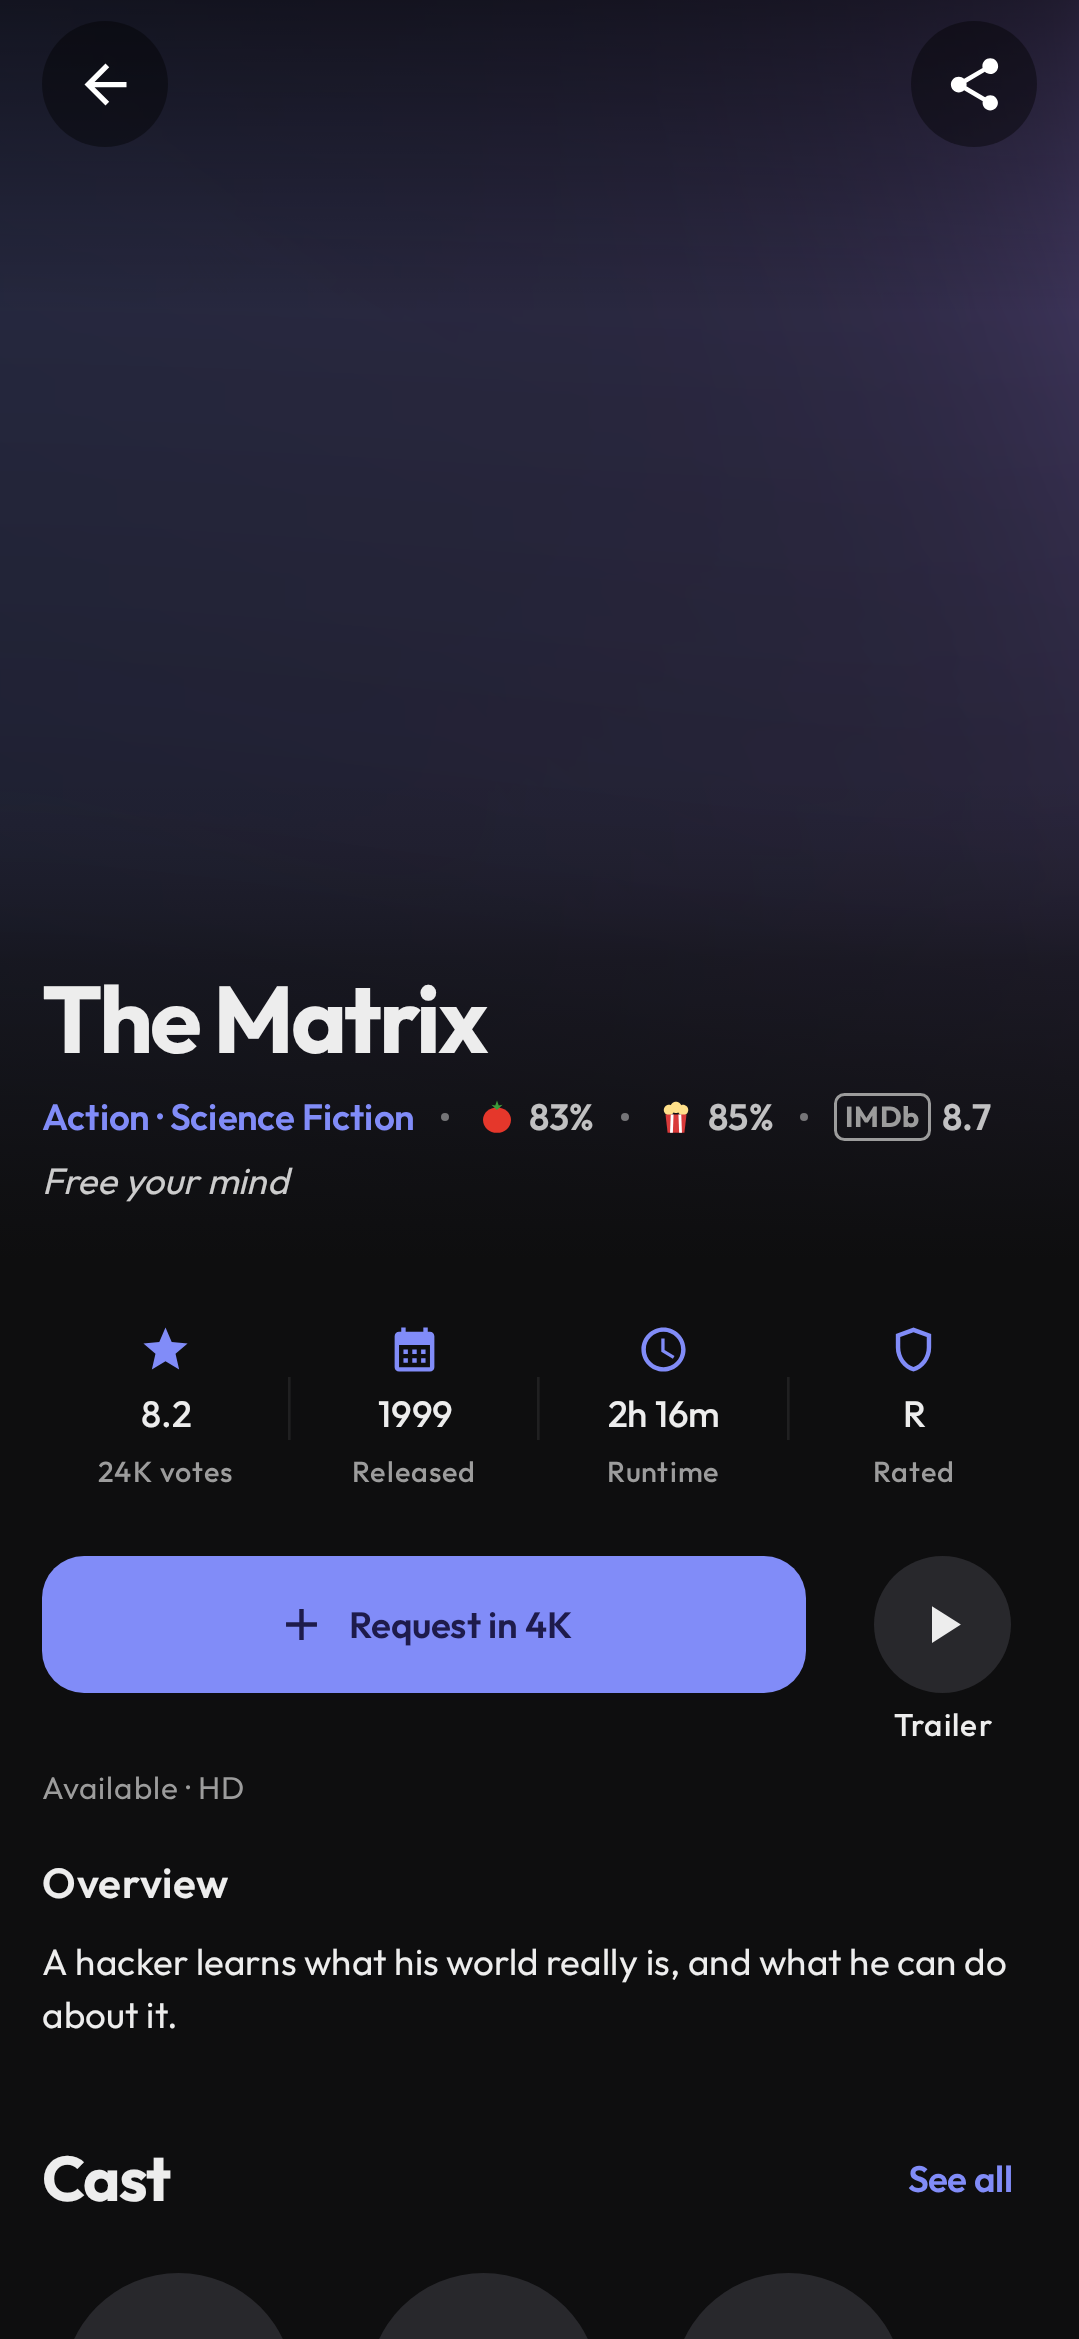 The Matrix
Action · Science Fiction • 83% • 85% • IMDb 8.7
Free your mind
8.2 1999 2h 16m R
24K votes Released Runtime Rated
Request in 4K
Trailer
Available · HD
Overview
A hacker learns what his world really is, and what he can do
about it.
Cast See all